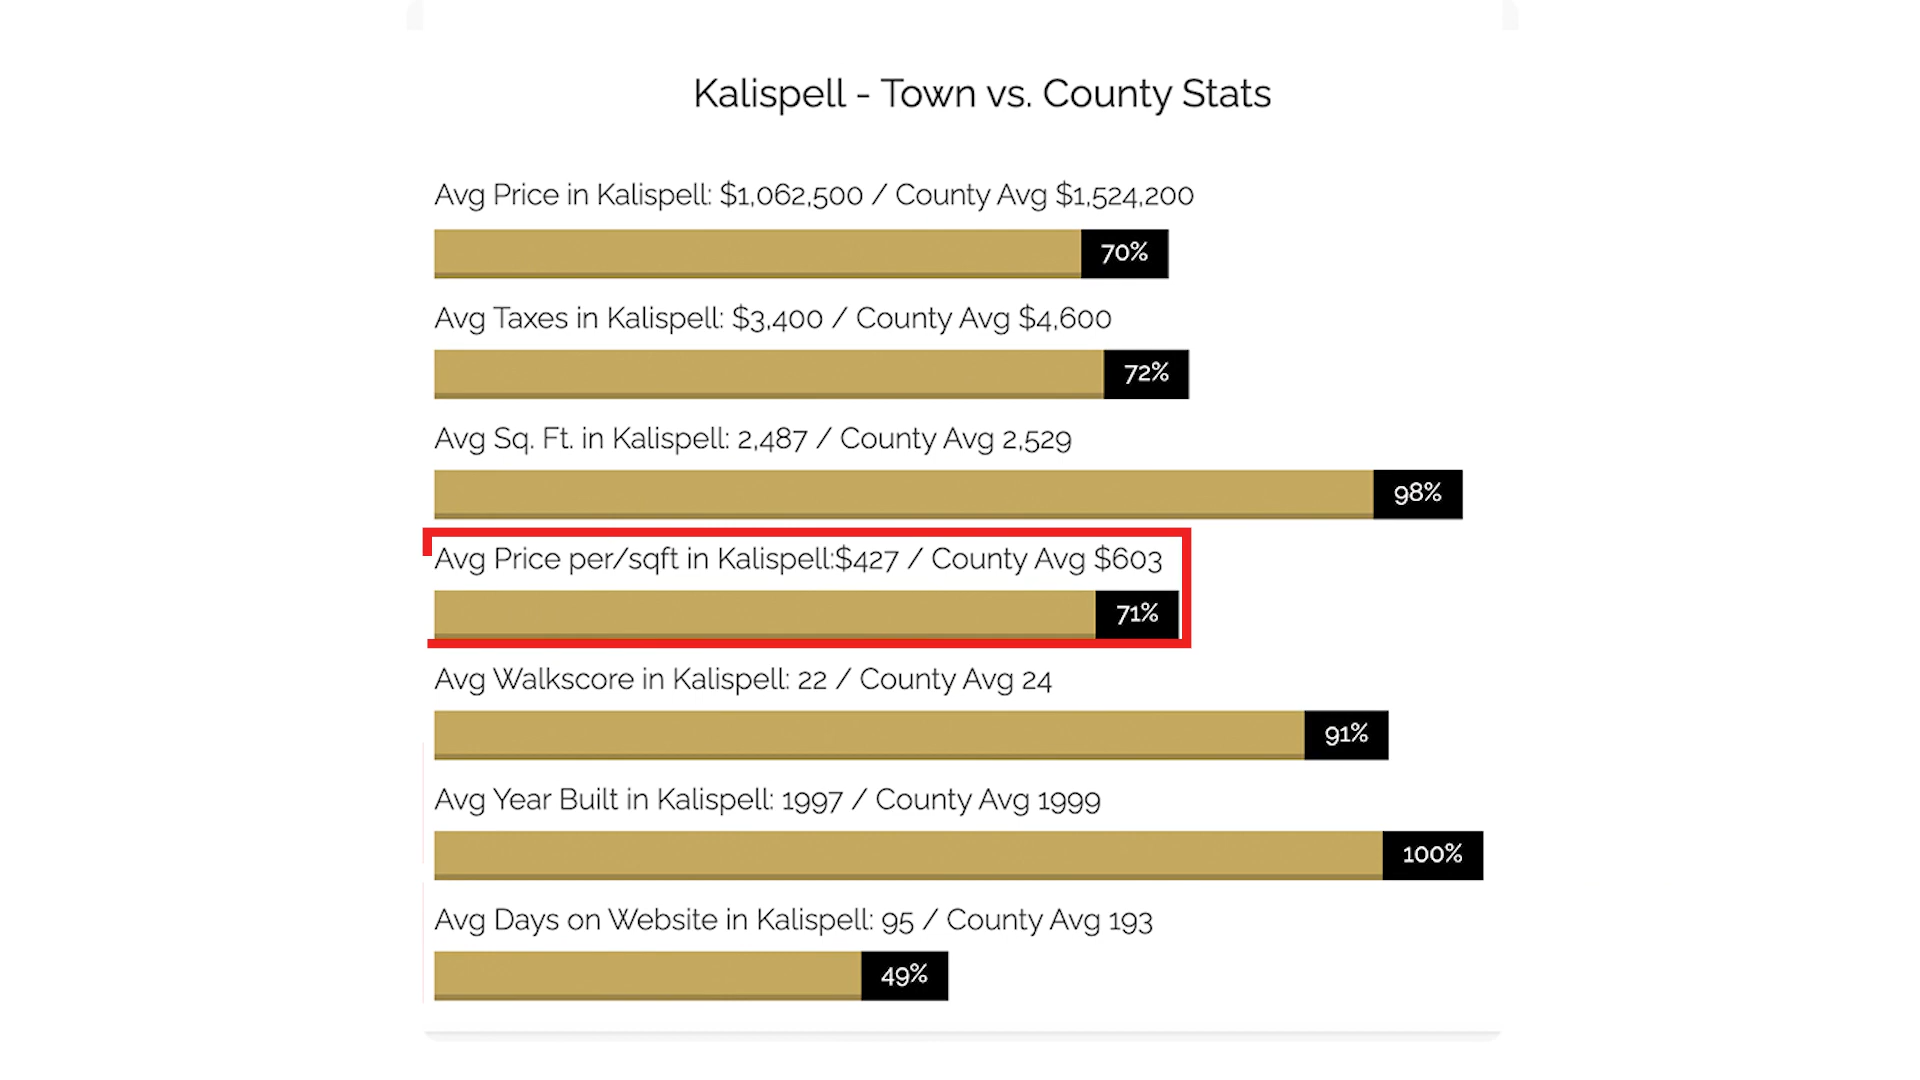 Kalispell - Town vs. County Stats
Avg Price in Kalispell: $1,062,500 / County Avg $1,524,200
70%
Avg Taxes in Kalispell: $3,400 / County Avg $4,600
72%
Avg Sq. Ft. in Kalispell: 2,487 / County Avg 2,529
98%
Avg Price per/sqft in Kalispell:$427 / County Avg $603
71%
Avg Walkscore in Kalispell: 22 / County Avg 24
91%
Avg Year Built in Kalispell: 1997 / County Avg 1999
100%
Avg Days on Website in Kalispell: 95 / County Avg 193
49%